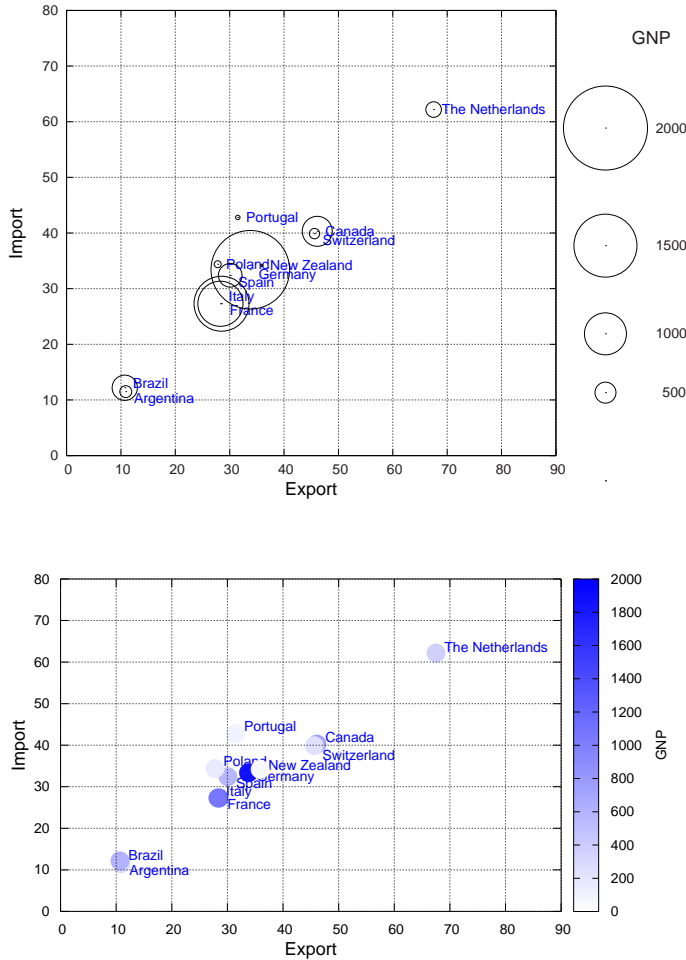 80
70
60
50
40
30
20
10
0
Import
0 10 20 30 40 50 60 70 80 90
Export
The Netherlands
Portugal
Canada
Switzerland
Poland
New Zealand
Germany
Spain
Italy
France
Brazil
Argentina
GNP
2000
1500
1000
500
80
70
60
50
40
30
20
10
0
Import
0 10 20 30 40 50 60 70 80 90
Export
The Netherlands
Portugal
Canada
Switzerland
Poland
New Zealand
Germany
Spain
Italy
France
Brazil
Argentina
2000
1800
1600
1400
1200
1000
800
600
400
200
0
GNP